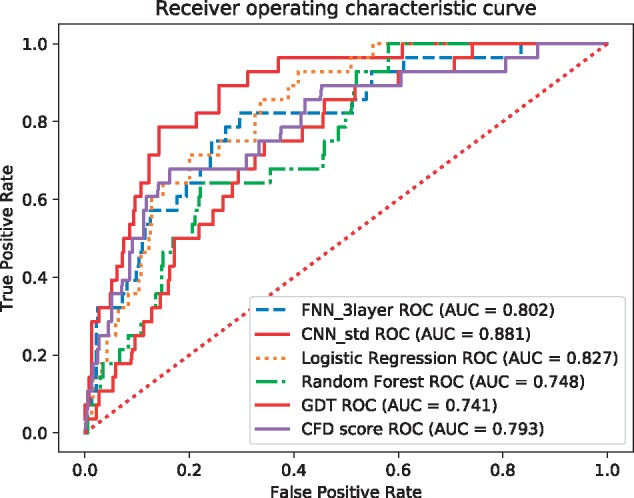 Receiver operating characteristic curve
True Positive Rate
1.0
0.8
0.6
0.4
0.2
0.0
FNN_3layer ROC (AUC = 0.802)
CNN_std ROC (AUC = 0.881)
Logistic Regression ROC (AUC = 0.827)
Random Forest ROC (AUC = 0.748)
GDT ROC (AUC = 0.741)
CFD score ROC (AUC = 0.793)
0.0 0.2 0.4 0.6 0.8 1.0
False Positive Rate